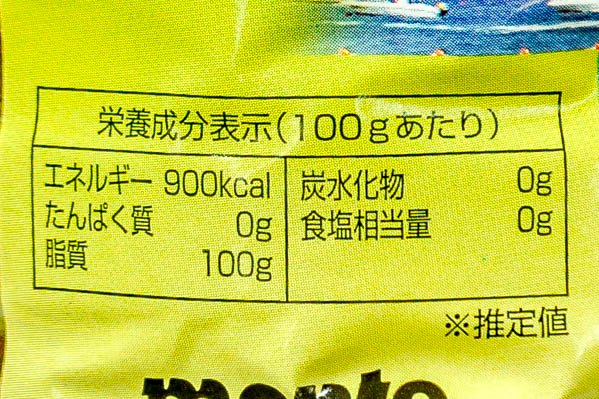 栄養成分表示(100gあたり)
エネルギー 900kcal
たんぱく質 0g
脂質 100g
炭水化物 0g
食塩相当量 0g
※推定値